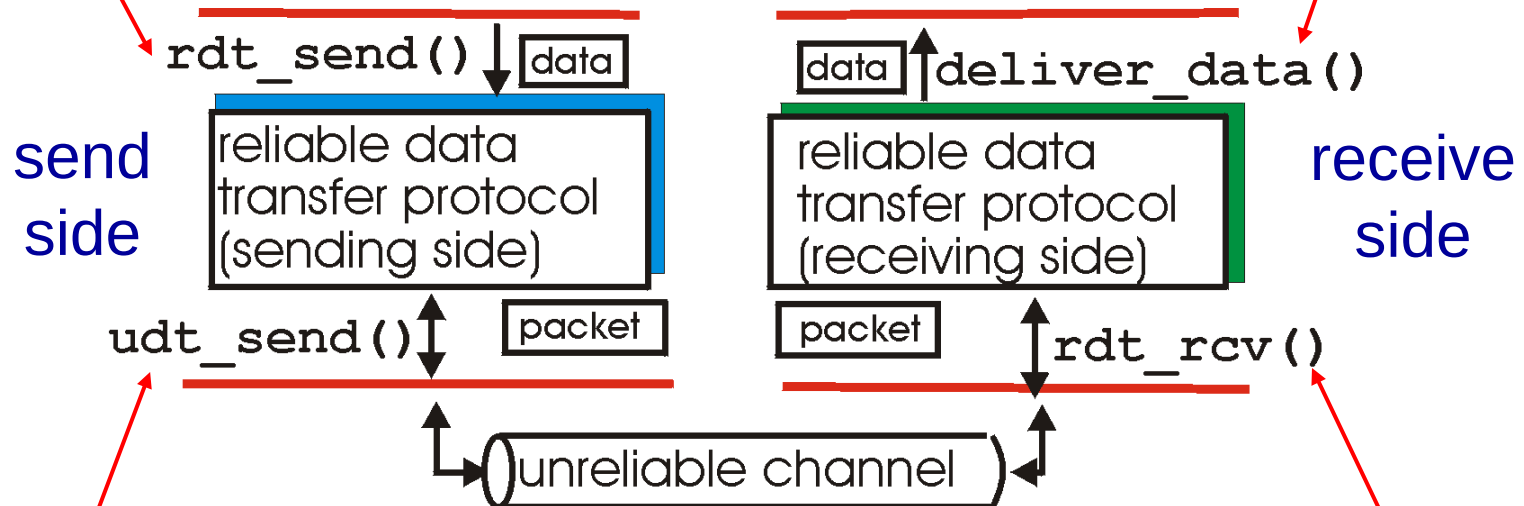 rdt_send()
data
data
deliver_data()
send
side
reliable data
transfer protocol
(sending side)
reliable data
transfer protocol
(receiving side)
receive
side
udt_send()
packet
packet
rdt_rcv()
unreliable channel